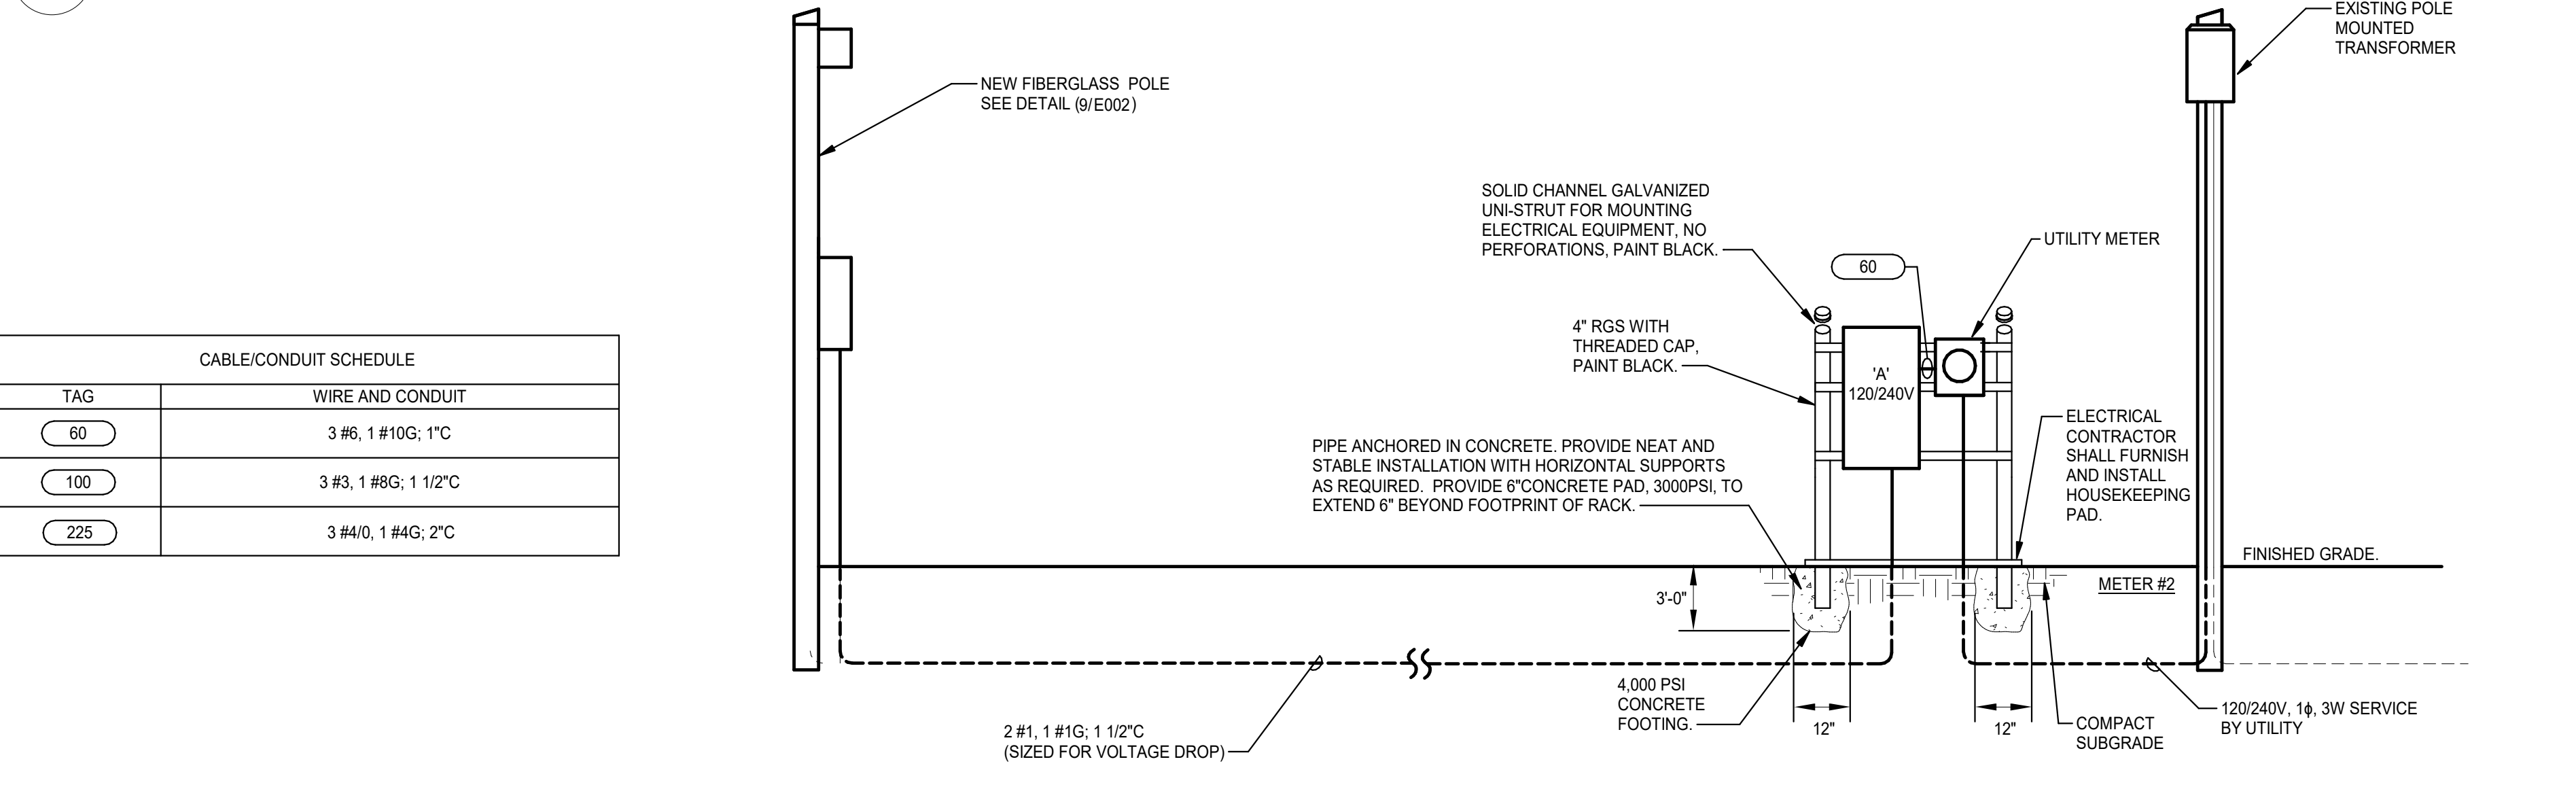 EXISTING POLE
MOUNTED
TRANSFORMER
NEW FIBERGLASS  POLE
SEE DETAIL (9/E002)
SOLID CHANNEL GALVANIZED
UNI-STRUT FOR MOUNTING
ELECTRICAL EQUIPMENT, NO
PERFORATIONS, PAINT BLACK.
UTILITY METER
60
4" RGS WITH
THREADED CAP,
PAINT BLACK.
'A'
120/240V
CABLE/CONDUIT SCHEDULE
TAG WIRE AND CONDUIT
60 3 #6, 1 #10G; 1"C
100 3 #3, 1 #8G; 1 1/2"C
225 3 #4/0, 1 #4G; 2"C
PIPE ANCHORED IN CONCRETE. PROVIDE NEAT AND
STABLE INSTALLATION WITH HORIZONTAL SUPPORTS
AS REQUIRED.  PROVIDE 6"CONCRETE PAD, 3000PSI, TO
EXTEND 6" BEYOND FOOTPRINT OF RACK.
ELECTRICAL
CONTRACTOR
SHALL FURNISH
AND INSTALL
HOUSEKEEPING
PAD.
FINISHED GRADE.
METER #2
3'-0"
4,000 PSI
CONCRETE
FOOTING.
12"
12"
COMPACT
SUBGRADE
120/240V, 1ϕ, 3W SERVICE
BY UTILITY
2 #1, 1 #1G; 1 1/2"C
(SIZED FOR VOLTAGE DROP)